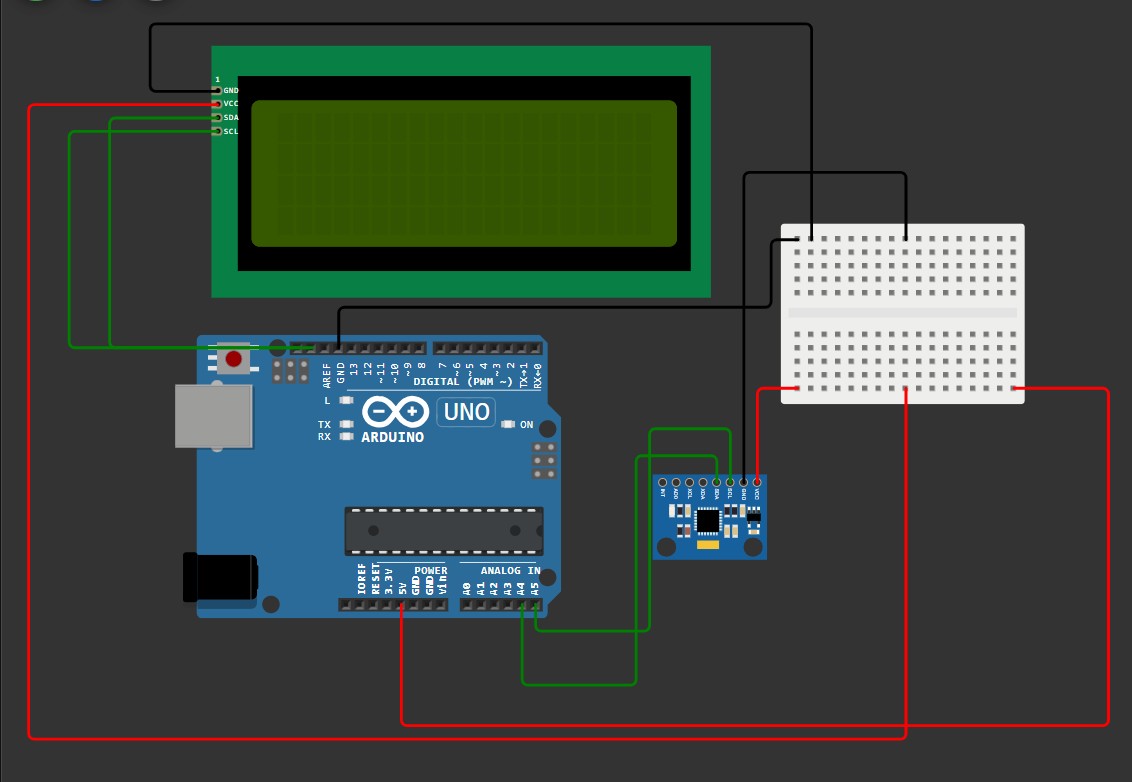 1
GND
VCC
SDA
SCL
AREF
GND
13
12
~11
~10
~9
8
7
~6
~5
4
~3
2
TX→1
RX←0
DIGITAL (PWM ~)
L
UNO
TX
RX
ON
ARDUINO
INT
AD0
XCL
XDA
SDA
SCL
GND
VCC
POWER
ANALOG IN
IOREF
RESET
3.3V
5V
GND
GND
Vin
A0
A1
A2
A3
A4
A5